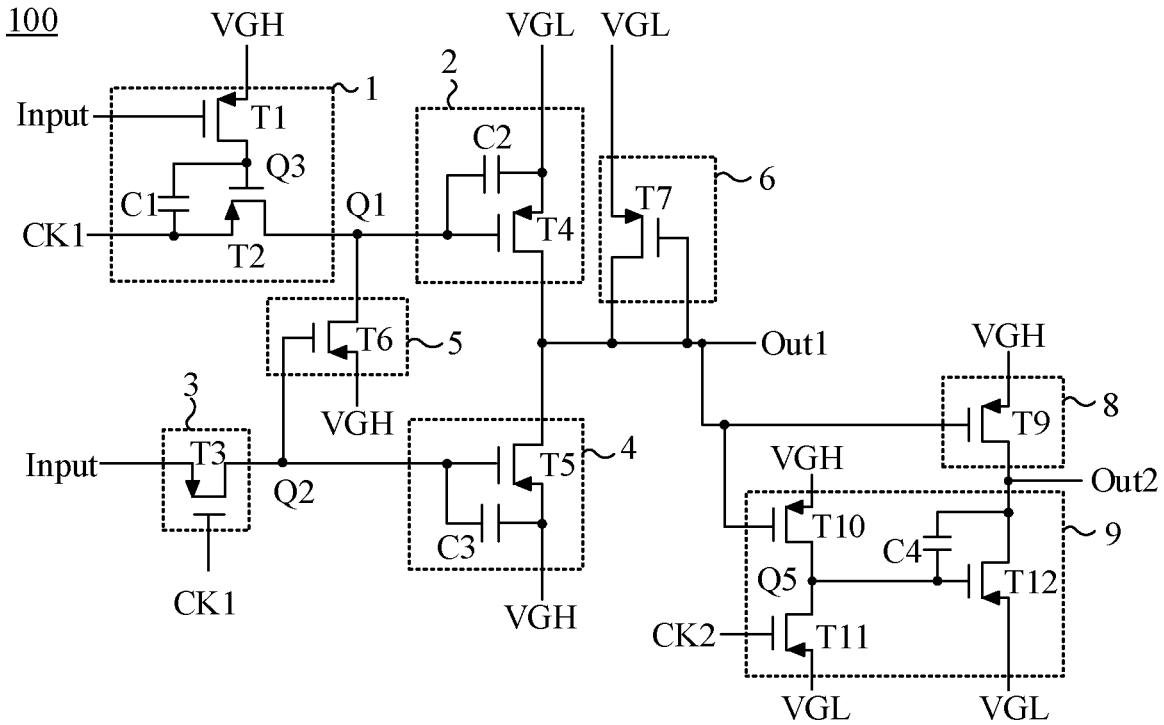 100
VGH
VGL
VGL
1
2
Input
T1
C2
6
Q3
T7
C1
Q1
CK1
T4
T2
T6
5
Out1
VGH
3
VGH
8
T9
T3
4
Input
T5
VGH
Out2
Q2
T10
9
C3
C4
Q5
T12
CK1
VGH
CK2
T11
VGL
VGL